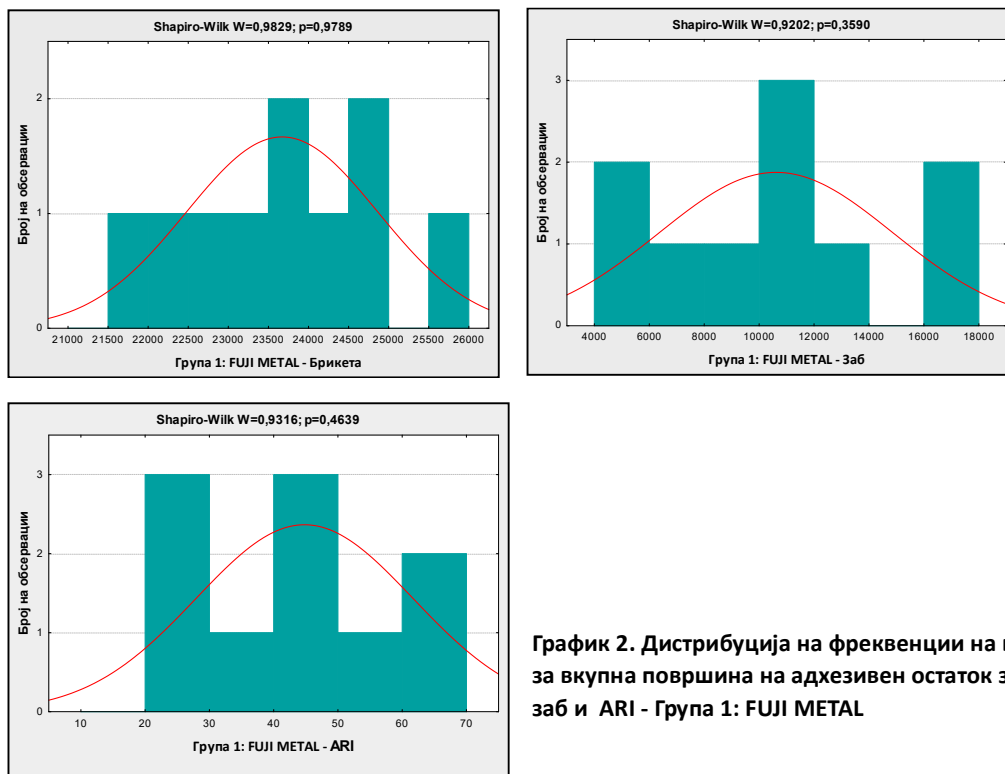 Shapiro-Wilk W=0,9829; p=0,9789
Број на обсервации
2
1
0
21000 21500 22000 22500 23000 23500 24000 24500 25000 25500 26000
Група 1: FUJI METAL - Брикета
Shapiro-Wilk W=0,9202; p=0,3590
Број на обсервации
3
2
1
0
4000 6000 8000 10000 12000 14000 16000 18000
Група 1: FUJI METAL - Заб
Shapiro-Wilk W=0,9316; p=0,4639
Број на обсервации
3
2
1
0
10 20 30 40 50 60 70
Група 1: FUJI METAL - ARI
График 2. Дистрибуција на фреквенции на
за вкупна површина на адхезивен остаток
заб и ARI - Група 1: FUJI METAL